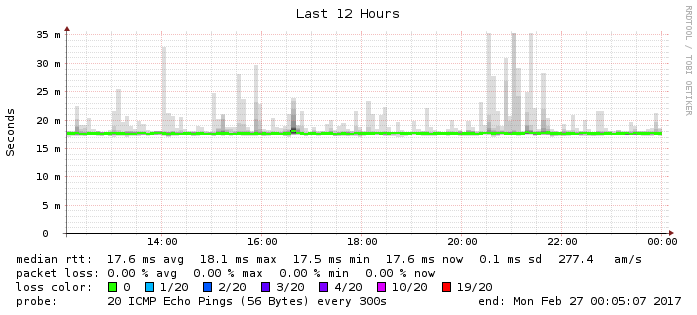 Last 12 Hours
RRDTOOL / TOBI OETIKER
Seconds
35 m
30 m
25 m
20 m
15 m
10 m
5 m
0
14:00 16:00 18:00 20:00 22:00 00:00
median rtt: 17.6 ms avg 18.1 ms max 17.5 ms min 17.6 ms now 0.1 ms sd 277.4 am/s
packet loss: 0.00 % avg 0.00 % max 0.00 % min 0.00 % now
loss color: 0 1/20 2/20 3/20 4/20 10/20 19/20
probe: 20 ICMP Echo Pings (56 Bytes) every 300s end: Mon Feb 27 00:05:07 2017